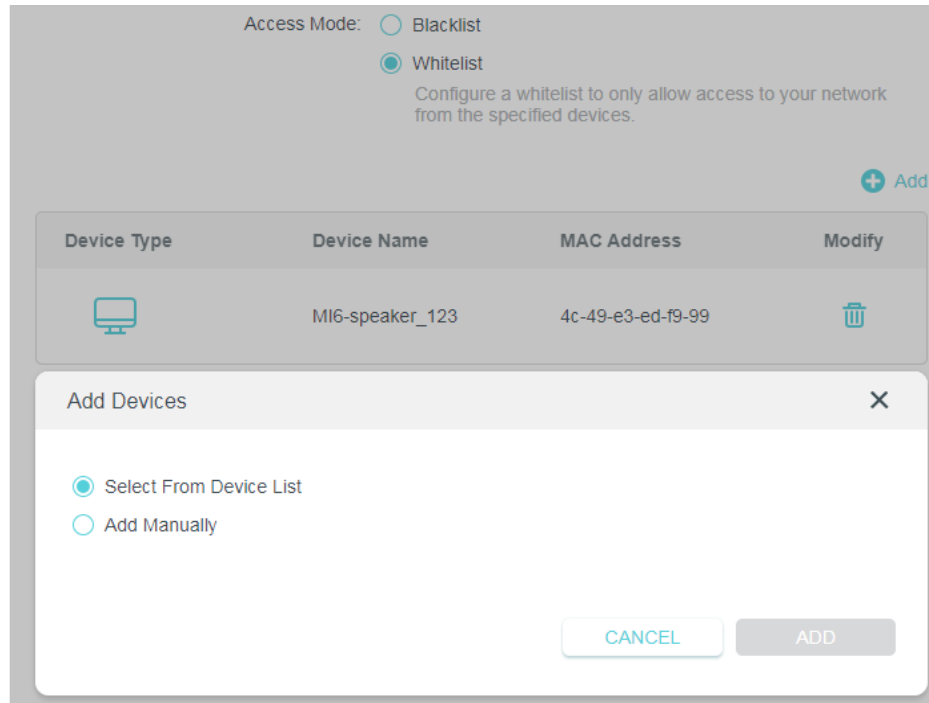 Access Mode: Blacklist
Whitelist
Configure a whitelist to only allow access to your network
from the specified devices.
Add
Device Type Device Name MAC Address Modify
MI6-speaker_123 4c-49-e3-ed-f9-99
Add Devices
Select From Device List
Add Manually
CANCEL ADD